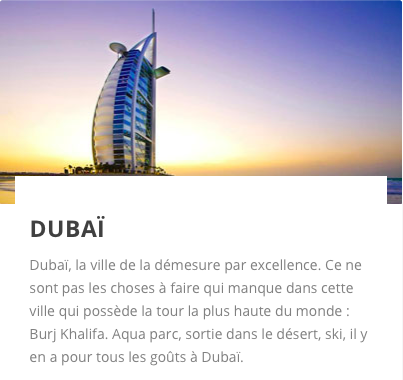 DUBAÏ
Dubaï, la ville de la démesure par excellence. Ce ne
sont pas les choses à faire qui manque dans cette
ville qui possède la tour la plus haute du monde :
Burj Khalifa. Aqua parc, sortie dans le désert, ski, il y
en a pour tous les goûts à Dubaï.